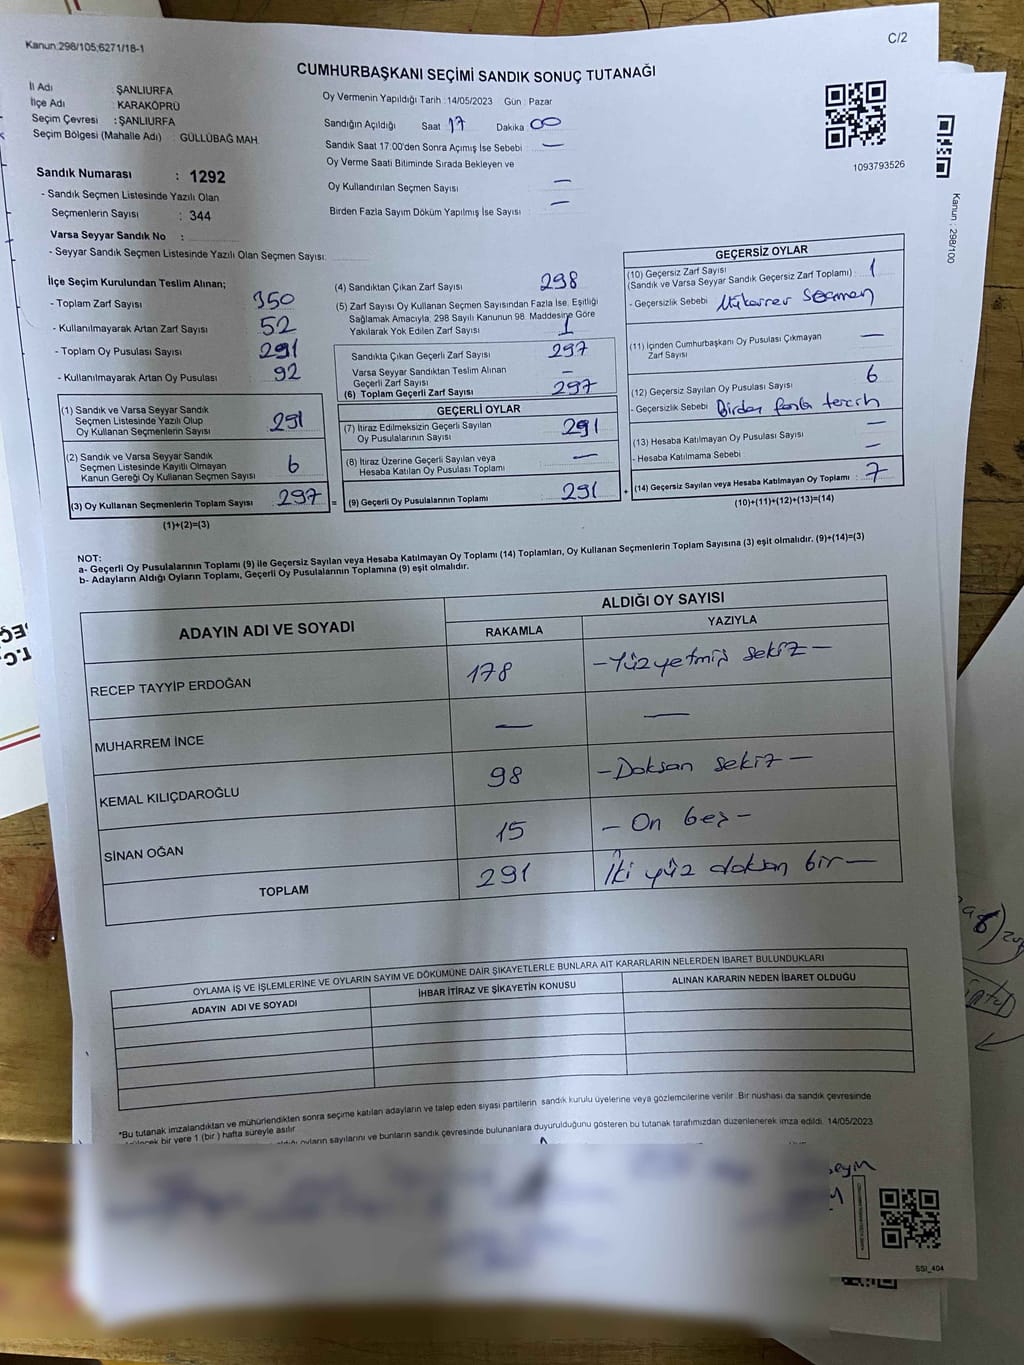 Kanun:298/105;6271/18-1
C/2
CUMHURBAŞKANI SEÇİMİ SANDIK SONUÇ TUTANAĞI
İl Adı : ŞANLIURFA
İlçe Adı : KARAKÖPRÜ
Seçim Çevresi : ŞANLIURFA
Seçim Bölgesi (Mahalle Adı) : GÜLLÜBAĞ MAH.
Sandık Numarası : 1292
- Sandık Seçmen Listesinde Yazılı Olan
Seçmenlerin Sayısı : 344
Varsa Seyyar Sandık No :
- Seyyar Sandık Seçmen Listesinde Yazılı Olan Seçmen Sayısı:
Oy Vermenin Yapıldığı Tarih : 14/05/2023 Gün : Pazar
Sandığın Açıldığı Saat 17 Dakika 00
Sandık Saat 17:00'den Sonra Açımış İse Sebebi —
Oy Verme Saati Bitiminde Sırada Bekleyen ve
Oy Kullandırılan Seçmen Sayısı —
Birden Fazla Sayım Döküm Yapılmış İse Sayısı —
1093793526
Kanun : 298/100
İlçe Seçim Kurulundan Teslim Alınan;
- Toplam Zarf Sayısı 350
- Kullanılmayarak Artan Zarf Sayısı 52
- Toplam Oy Pusulası Sayısı 291
- Kullanılmayarak Artan Oy Pusulası 92
(1) Sandık ve Varsa Seyyar Sandık
Seçmen Listesinde Yazılı Olup
Oy Kullanan Seçmenlerin Sayısı 291
(2) Sandık ve Varsa Seyyar Sandık
Seçmen Listesinde Kayıtlı Olmayan
Kanun Gereği Oy Kullanan Seçmen Sayısı 6
(3) Oy Kullanan Seçmenlerin Toplam Sayısı 297 =
(1)+(2)=(3)
(4) Sandıktan Çıkan Zarf Sayısı 298
(5) Zarf Sayısı Oy Kullanan Seçmen Sayısından Fazla İse, Eşitliği
Sağlamak Amacıyla, 298 Sayılı Kanunun 98. Maddesine Göre
Yakılarak Yok Edilen Zarf Sayısı 1
Sandıkta Çıkan Geçerli Zarf Sayısı 297
Varsa Seyyar Sandıktan Teslim Alınan
Geçerli Zarf Sayısı —
(6) Toplam Geçerli Zarf Sayısı 297
GEÇERLİ OYLAR
(7) İtiraz Edilmeksizin Geçerli Sayılan
Oy Pusulalarının Sayısı 291
(8) İtiraz Üzerine Geçerli Sayılan veya
Hesaba Katılan Oy Pusulası Toplamı —
(9) Geçerli Oy Pusulalarının Toplamı 291 +
GEÇERSİZ OYLAR
(10) Geçersiz Zarf Sayısı
(Sandık ve Varsa Seyyar Sandık Geçersiz Zarf Toplamı) : 1
- Geçersizlik Sebebi Mükerrer Seçmen
(11) İçinden Cumhurbaşkanı Oy Pusulası Çıkmayan
Zarf Sayısı —
(12) Geçersiz Sayılan Oy Pusulası Sayısı 6
- Geçersizlik Sebebi Birden fazla tercih
(13) Hesaba Katılmayan Oy Pusulası Sayısı —
- Hesaba Katılmama Sebebi —
(14) Geçersiz Sayılan veya Hesaba Katılmayan Oy Toplamı : 7
(10)+(11)+(12)+(13)=(14)
NOT:
a- Geçerli Oy Pusulalarının Toplamı (9) ile Geçersiz Sayılan veya Hesaba Katılmayan Oy Toplamı (14) Toplamları, Oy Kullanan Seçmenlerin Toplam Sayısına (3) eşit olmalıdır. (9)+(14)=(3)
b- Adayların Aldığı Oyların Toplamı, Geçerli Oy Pusulalarının Toplamına (9) eşit olmalıdır.
ADAYIN ADI VE SOYADI ALDIĞI OY SAYISI
RAKAMLA YAZIYLA
RECEP TAYYİP ERDOĞAN 178 - Yüzyetmiş sekiz -
MUHARREM İNCE — —
KEMAL KILIÇDAROĞLU 98 - Doksan sekiz -
SİNAN OĞAN 15 - On beş -
TOPLAM 291 İki yüz doksan bir -
OYLAMA İŞ VE İŞLEMLERİNE VE OYLARIN SAYIM VE DÖKÜMÜNE DAİR ŞİKAYETLERLE BUNLARA AİT KARARLARIN NELERDEN İBARET BULUNDUKLARI
ADAYIN ADI VE SOYADI İHBAR İTİRAZ VE ŞİKAYETİN KONUSU ALINAN KARARIN NEDEN İBARET OLDUĞU
*Bu tutanak imzalandıktan ve mühürlendikten sonra seçime katılan adayların ve talep eden siyasi partilerin sandık kurulu üyelerine veya gözlemcilerine verilir. Bir nüshası da sandık çevresinde
bir yere 1 (bir) hafta süreyle asılır.
oyların sayılarını ve bunların sandık çevresinde bulunanlara duyurulduğunu gösteren bu tutanak tarafımızdan düzenlenerek imza edildi. 14/05/2023
SSI_404